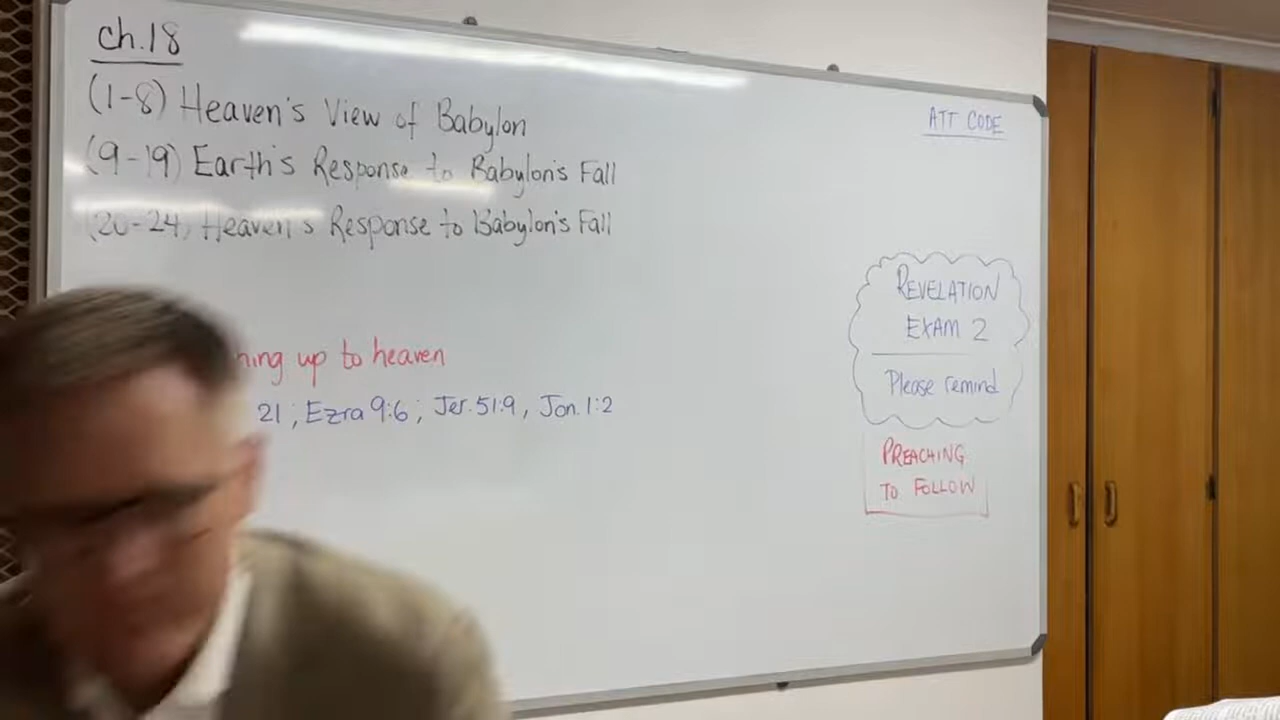 ch.18
(1-8) Heaven's View of Babylon
(9-19) Earth's Response to Babylon's Fall
(20-24) Heaven's Response to Babylon's Fall
up to heaven
21; Ezra 9:6; Jer. 51:9, Jon. 1:2
ATT CODE
REVELATION
EXAM 2
Please remind
PREACHING
TO FOLLOW